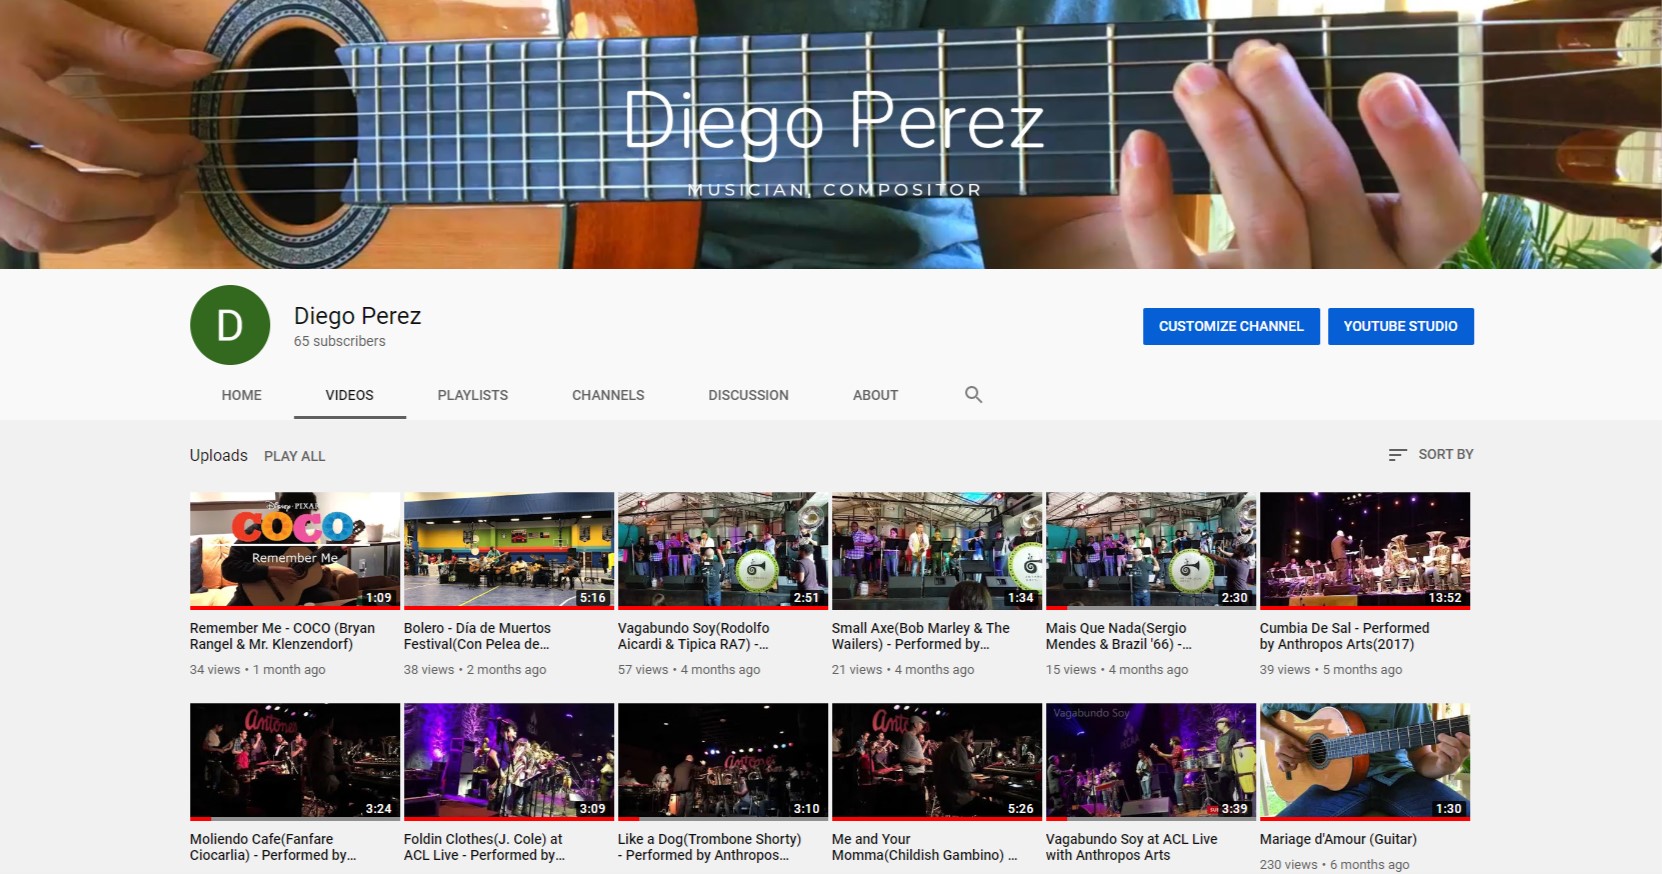 Diego Perez
MUSICIAN, COMPOSITOR
D
Diego Perez
65 subscribers
CUSTOMIZE CHANNEL
YOUTUBE STUDIO
HOME
VIDEOS
PLAYLISTS
CHANNELS
DISCUSSION
ABOUT
Uploads
PLAY ALL
SORT BY
Disney·PIXAR
COCO
Remember Me
1:09
5:16
2:51
1:34
2:30
13:52
Remember Me - COCO (Bryan
Rangel & Mr. Klenzendorf)
34 views • 1 month ago
Bolero - Día de Muertos
Festival(Con Pelea de...
38 views • 2 months ago
Vagabundo Soy(Rodolfo
Aicardi & Tipica RA7) -...
57 views • 4 months ago
Small Axe(Bob Marley & The
Wailers) - Performed by...
21 views • 4 months ago
Mais Que Nada(Sergio
Mendes & Brazil '66) -...
15 views • 4 months ago
Cumbia De Sal - Performed
by Anthropos Arts(2017)
39 views • 5 months ago
Antone
3:24
3:09
Antone
3:10
Anto
5:26
Vagabundo Soy
3:39
1:30
Moliendo Cafe(Fanfare
Ciocarlia) - Performed by...
Foldin Clothes(J. Cole) at
ACL Live - Performed by...
Like a Dog(Trombone Shorty)
- Performed by Anthropos...
Me and Your
Momma(Childish Gambino) ...
Vagabundo Soy at ACL Live
with Anthropos Arts
Mariage d'Amour (Guitar)
230 views • 6 months ago